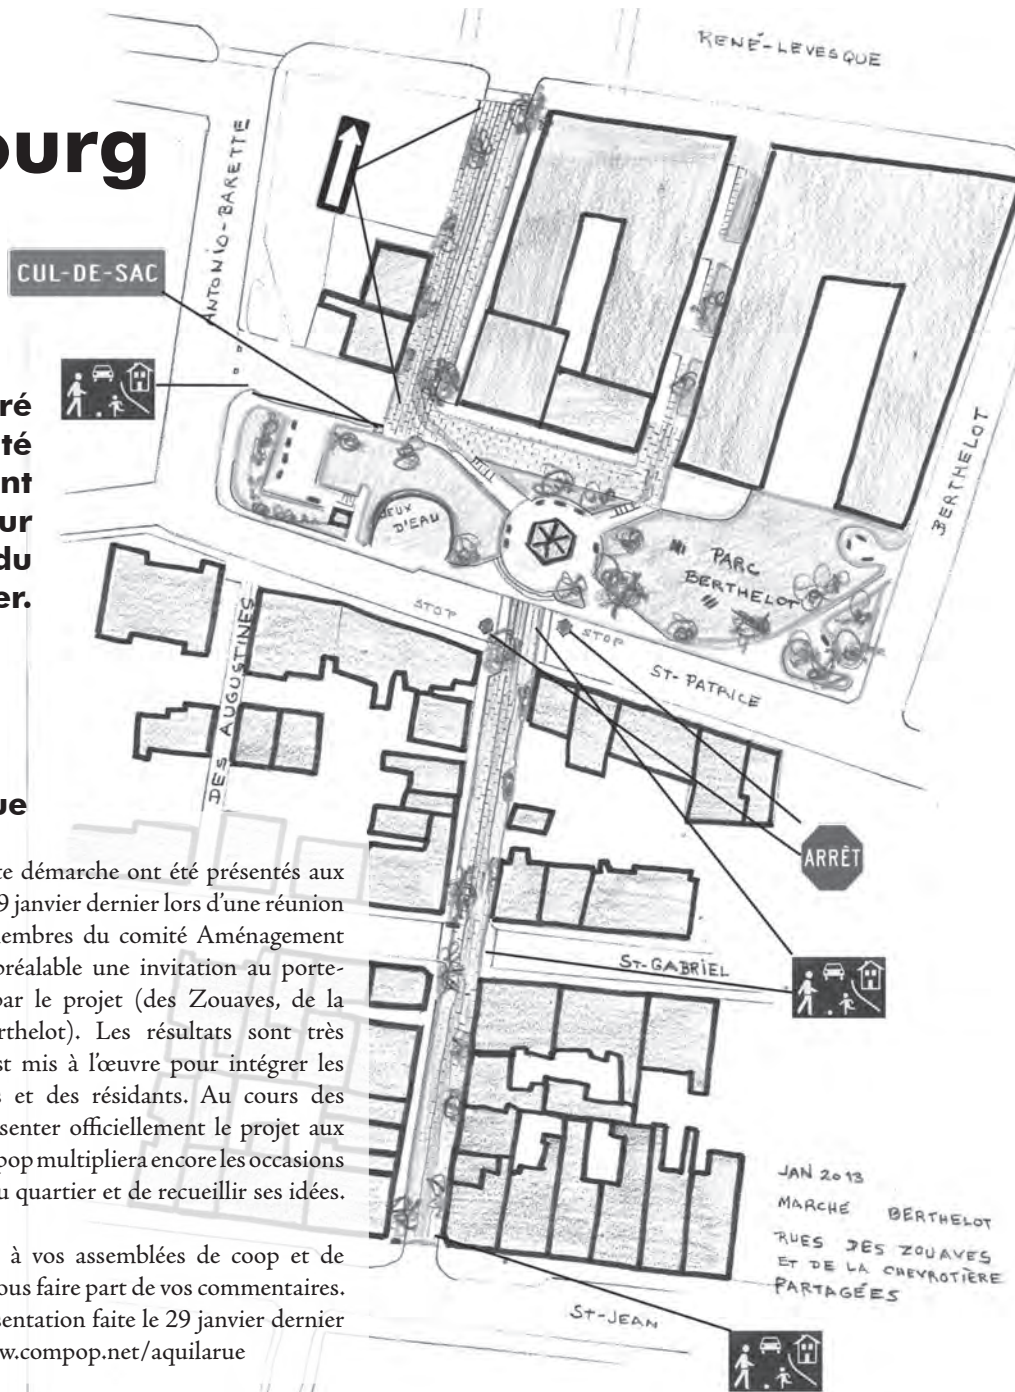 ourg
ré
té
nt
ur
du
er.
ue
te démarche ont été présentés aux
9 janvier dernier lors d'une réunion
membres du comité Aménagement
préalable une invitation au porte-
par le projet (des Zouaves, de la
erthelot). Les résultats sont très
st mis à l'œuvre pour intégrer les
s et des résidants. Au cours des
senter officiellement le projet aux
pop multipliera encore les occasions
u quartier et de recueillir ses idées.
à vos assemblées de coop et de
ous faire part de vos commentaires.
sentation faite le 29 janvier dernier
w.compop.net/aquilarue
RENÉ-LEVESQUE
ANTONIO-BARETTE
CUL-DE-SAC
BERTHELOT
JEUX
D'EAU
PARC
BERTHELOT
STOP
STOP
ST-PATRICE
DES AUGUSTINES
ARRÊT
ST-GABRIEL
ST-JEAN
JAN 2013
MARCHÉ BERTHELOT
RUES DES ZOUAVES
ET DE LA CHEVROTIÈRE
PARTAGÉES